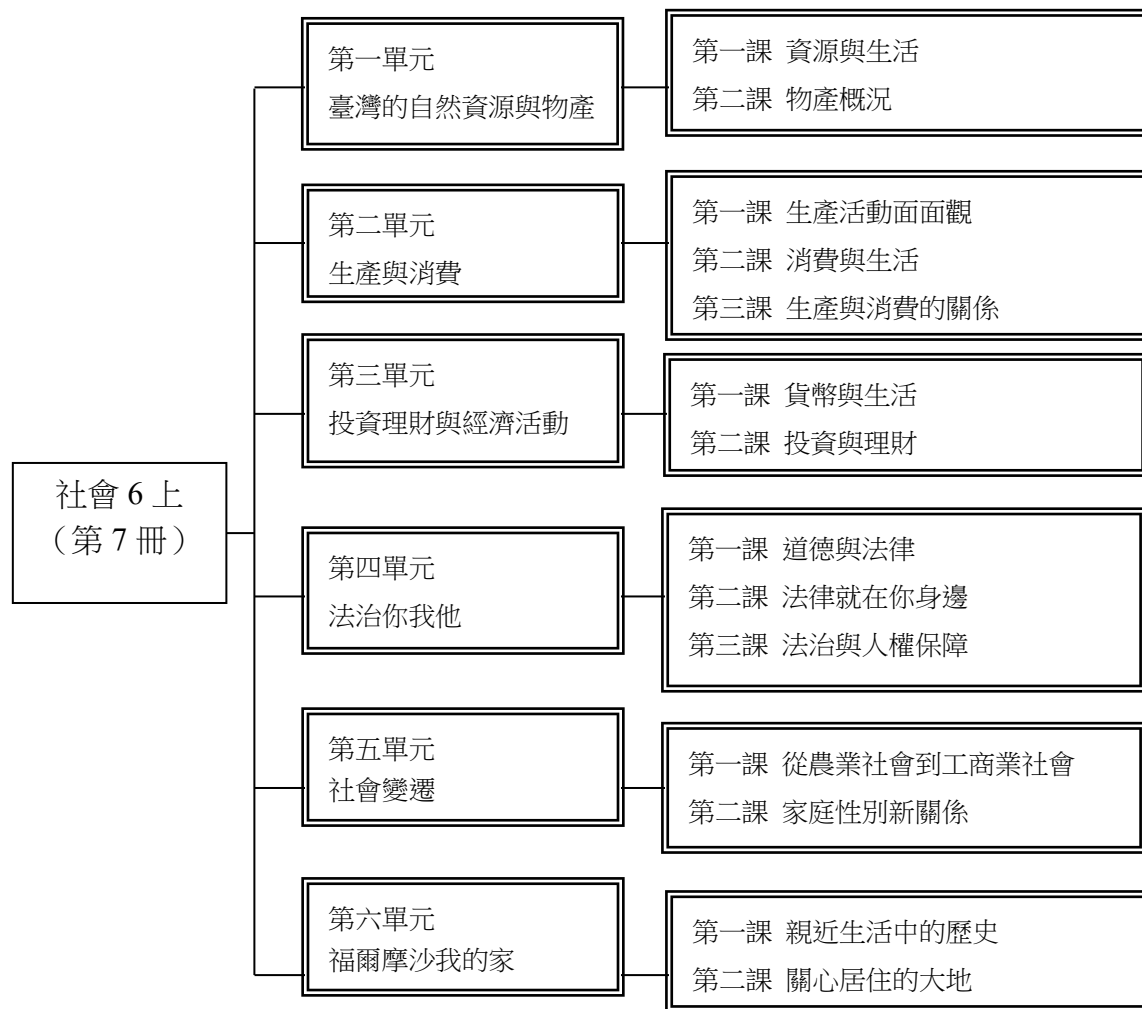 社會 6 上
（第 7 冊）
第一單元
臺灣的自然資源與物產
第一課 資源與生活
第二課 物產概況
第二單元
生產與消費
第一課 生產活動面面觀
第二課 消費與生活
第三課 生產與消費的關係
第三單元
投資理財與經濟活動
第一課 貨幣與生活
第二課 投資與理財
第四單元
法治你我他
第一課 道德與法律
第二課 法律就在你身邊
第三課 法治與人權保障
第五單元
社會變遷
第一課 從農業社會到工商業社會
第二課 家庭性別新關係
第六單元
福爾摩沙我的家
第一課 親近生活中的歷史
第二課 關心居住的大地